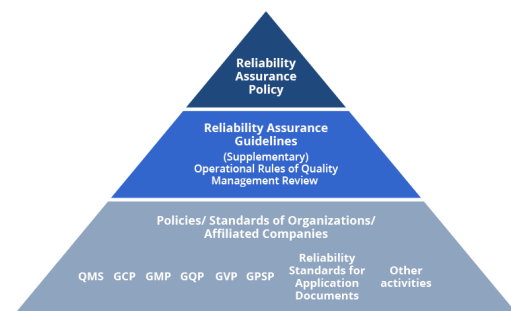 Reliability
Assurance
Policy
Reliability Assurance
Guidelines
(Supplementary)
Operational Rules of Quality
Management Review
Policies/ Standards of Organizations/
Affiliated Companies
QMS GCP GMP GQP GVP GPSP
Reliability
Standards for
Application
Documents
Other
activities